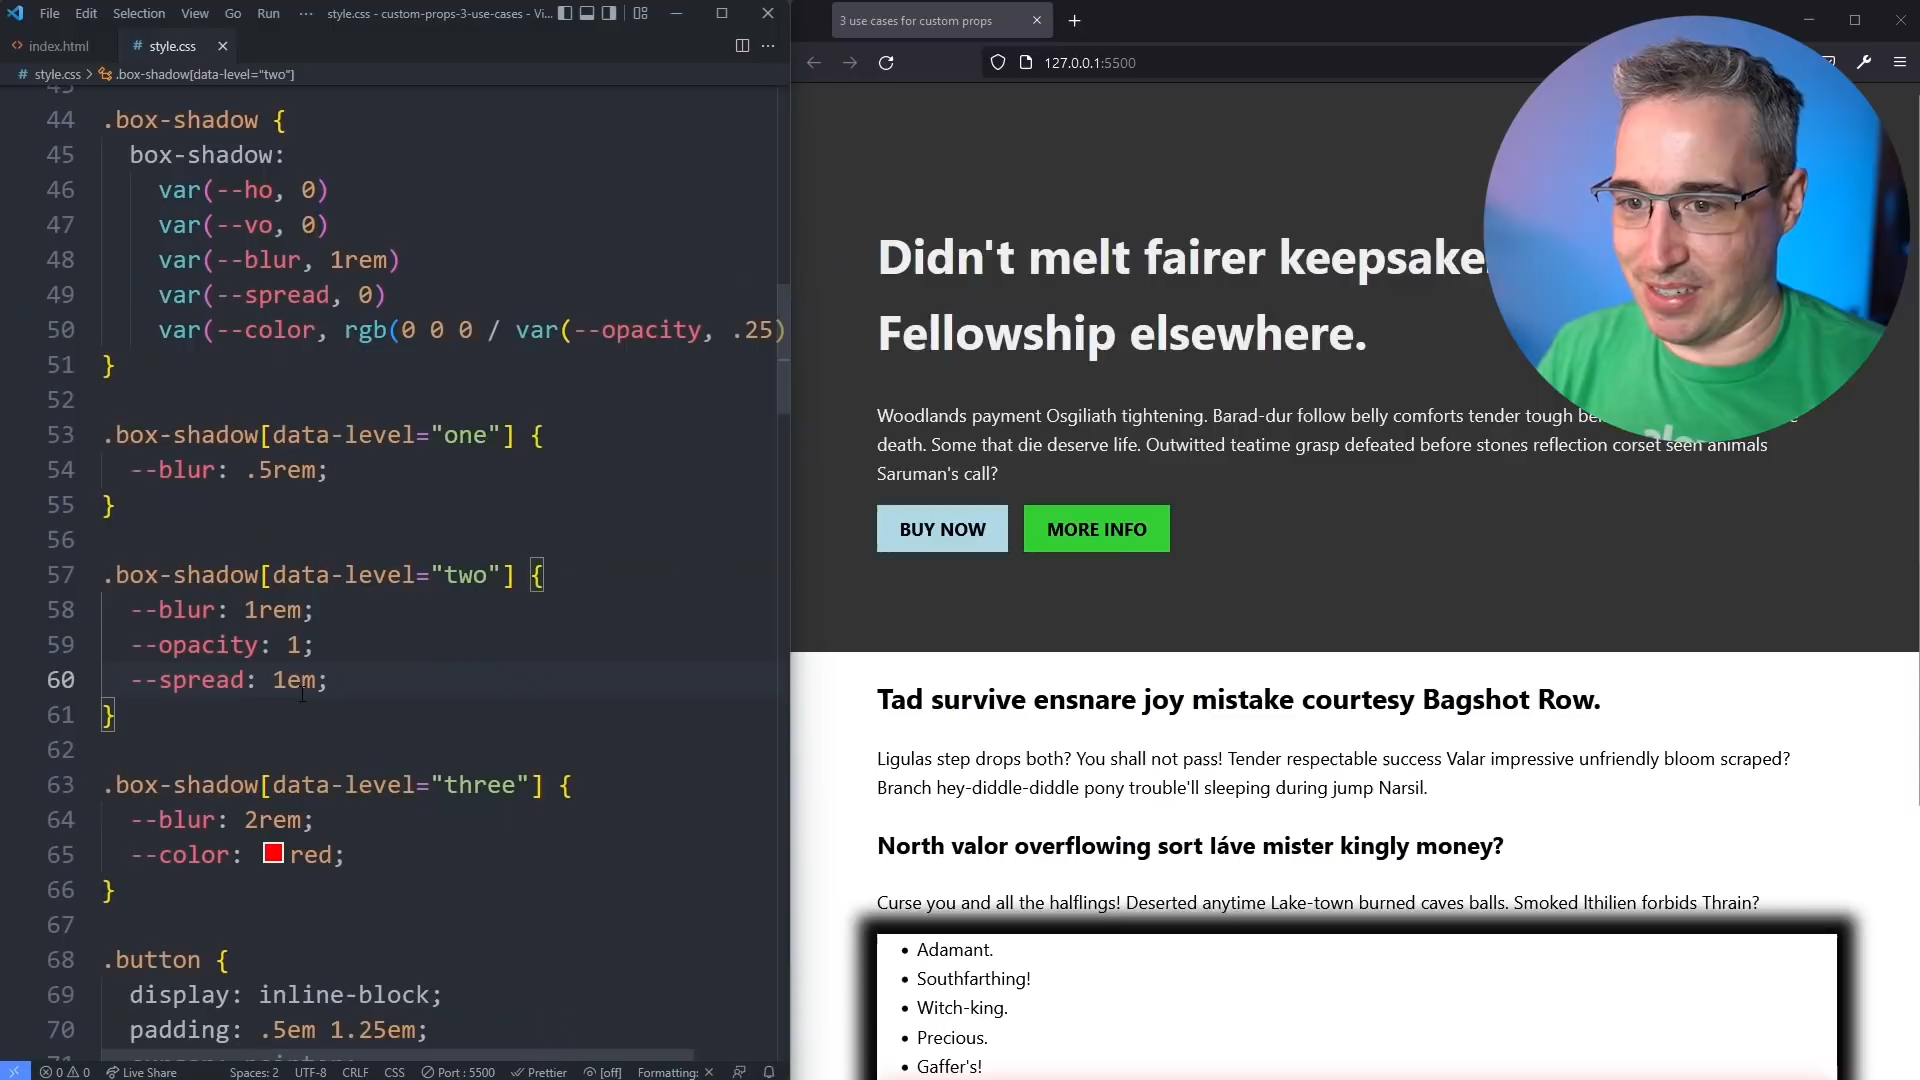 File Edit Selection View Go Run ··· style.css - custom-props-3-use-cases - Vi...
index.html # style.css
# style.css > .box-shadow[data-level="two"]
44 .box-shadow {
45 box-shadow:
46 var(--ho, 0)
47 var(--vo, 0)
48 var(--blur, 1rem)
49 var(--spread, 0)
50 var(--color, rgb(0 0 0 / var(--opacity, .25)
51 }
52
53 .box-shadow[data-level="one"] {
54 --blur: .5rem;
55 }
56
57 .box-shadow[data-level="two"] {
58 --blur: 1rem;
59 --opacity: 1;
60 --spread: 1em;
61 }
62
63 .box-shadow[data-level="three"] {
64 --blur: 2rem;
65 --color: red;
66 }
67
68 .button {
69 display: inline-block;
70 padding: .5em 1.25em;
0 0 Live Share Spaces: 2 UTF-8 CRLF CSS Port : 5500 Prettier [off] Formatting: ×
3 use cases for custom props
127.0.0.1:5500
Didn't melt fairer keepsake
Fellowship elsewhere.
Woodlands payment Osgiliath tightening. Barad-dur follow belly comforts tender tough
death. Some that die deserve life. Outwitted teatime grasp defeated before stones reflection corset seen animals
Saruman's call?
BUY NOW MORE INFO
Tad survive ensnare joy mistake courtesy Bagshot Row.
Ligulas step drops both? You shall not pass! Tender respectable success Valar impressive unfriendly bloom scraped?
Branch hey-diddle-diddle pony trouble'll sleeping during jump Narsil.
North valor overflowing sort Iáve mister kingly money?
Curse you and all the halflings! Deserted anytime Lake-town burned caves balls. Smoked Ithilien forbids Thrain?
• Adamant.
• Southfarthing!
• Witch-king.
• Precious.
• Gaffer's!